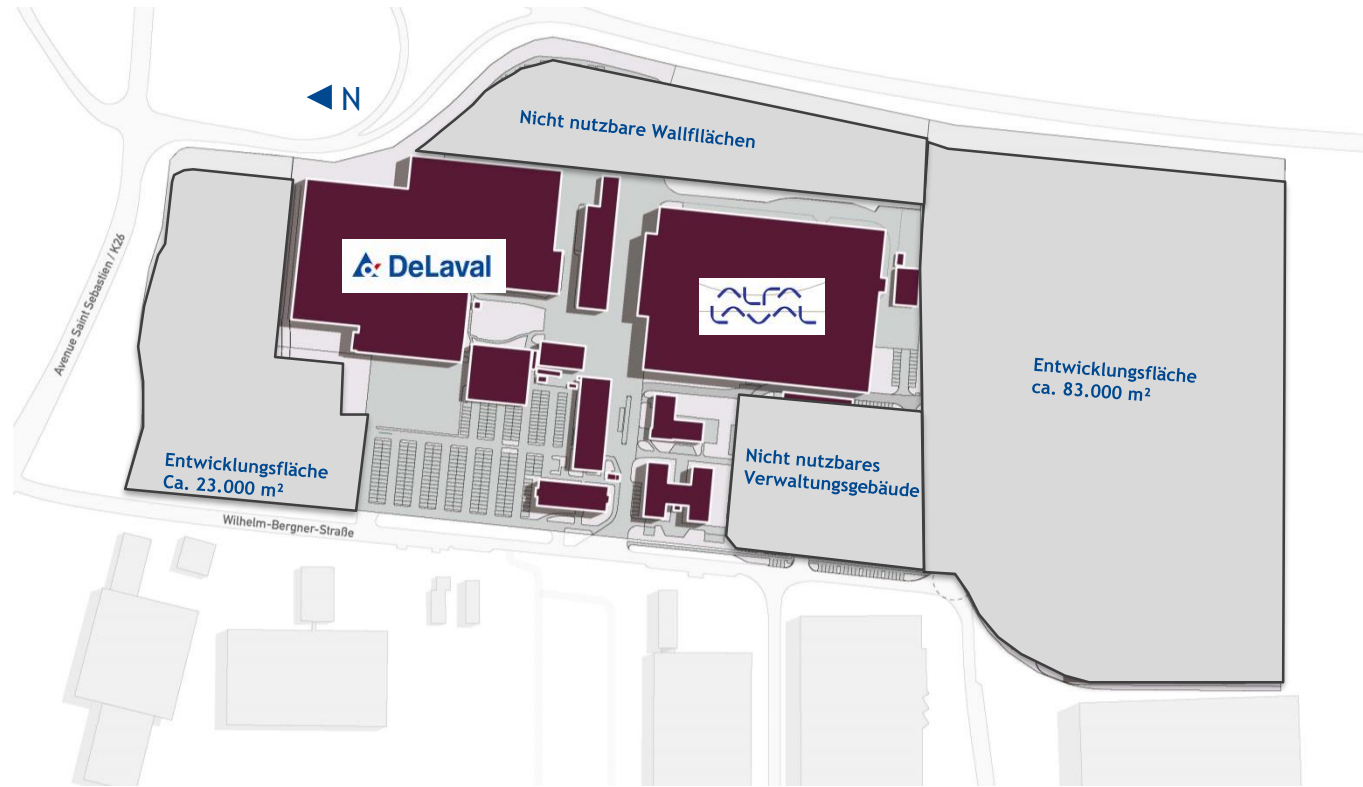 N
Nicht nutzbare Wallflächen
DeLaval
ALFA
LAVAL
Avenue Saint Sebastien / K26
Entwicklungsfläche
ca. 83.000 m²
Nicht nutzbares
Verwaltungsgebäude
Entwicklungsfläche
Ca. 23.000 m²
Wilhelm-Bergner-Straße